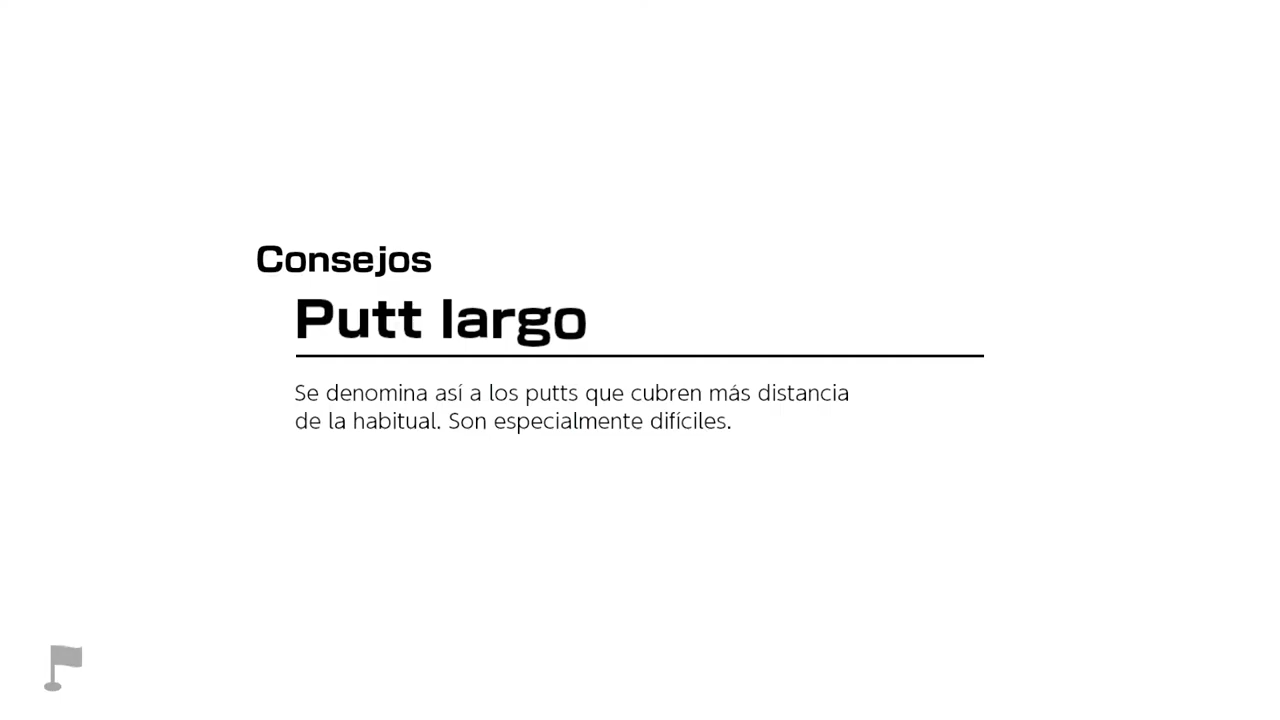 Consejos
Putt largo
Se denomina así a los putts que cubren más distancia
de la habitual. Son especialmente difíciles.